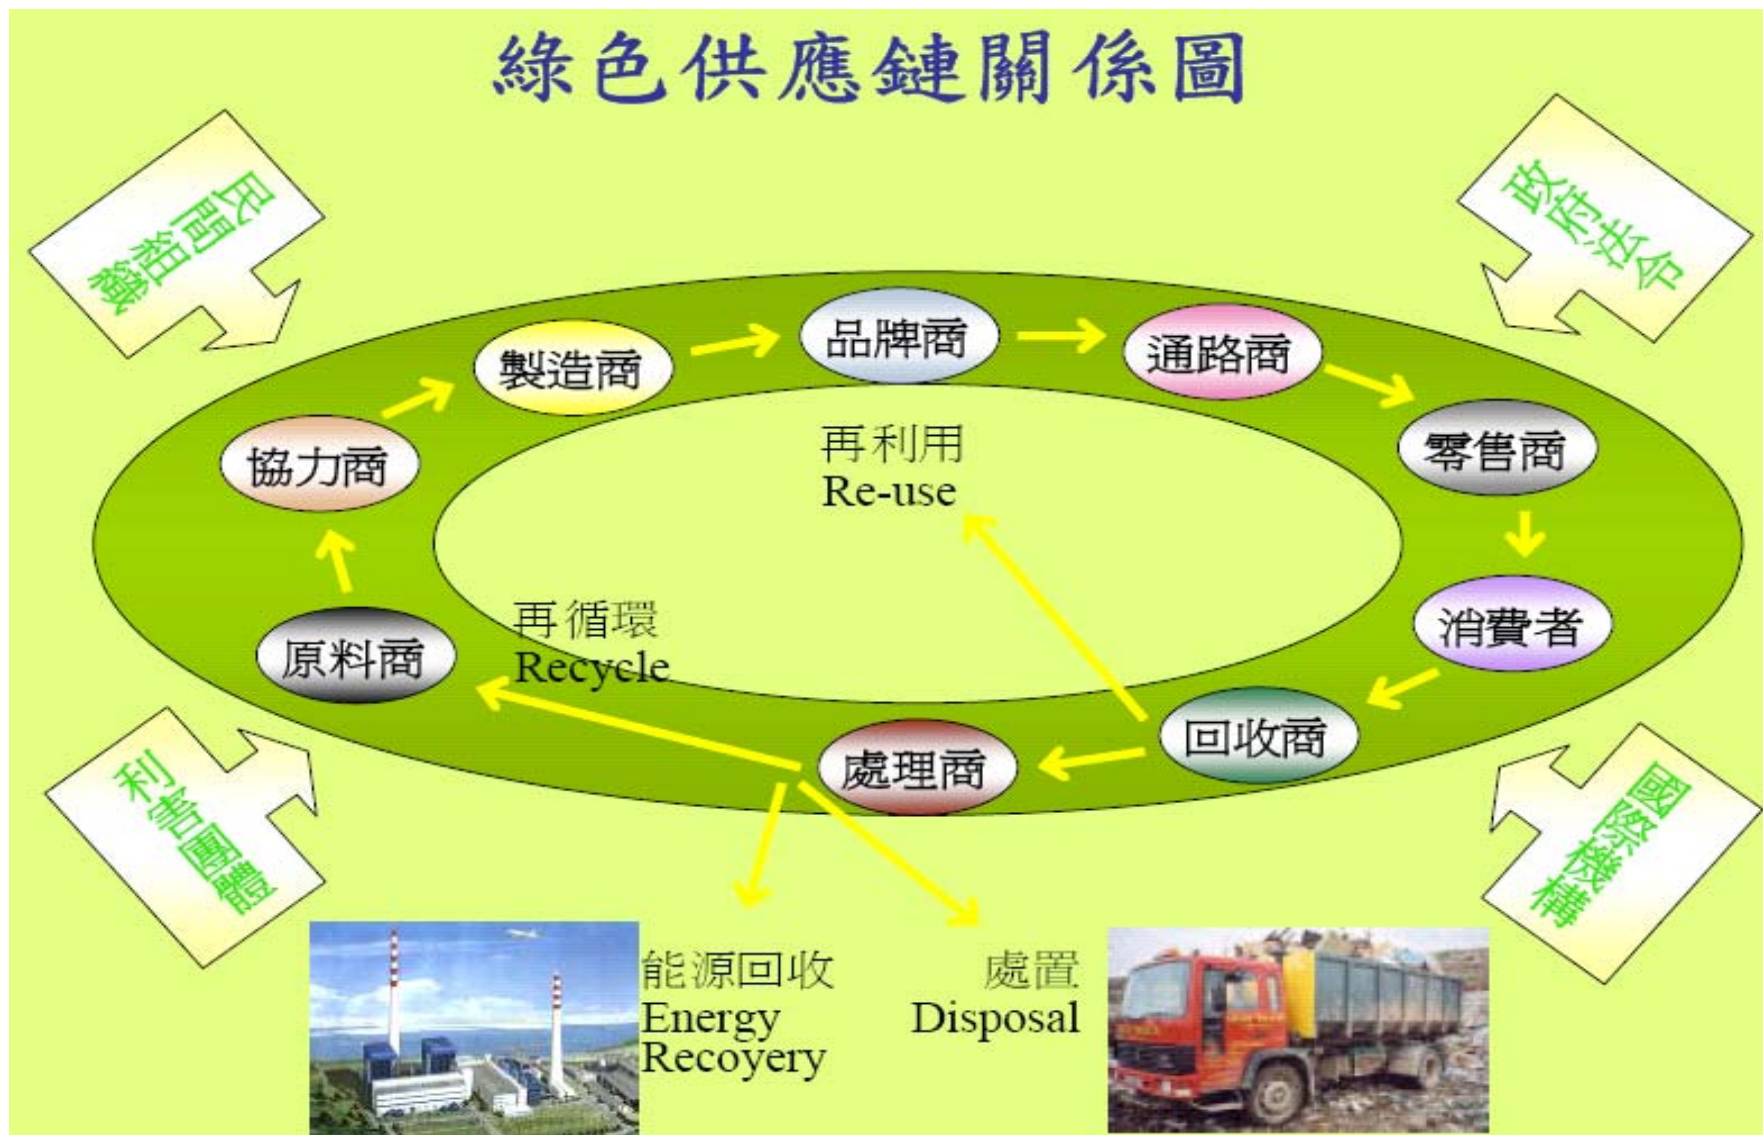 綠色供應鏈關係圖
民間組織
政府法令
品牌商
製造商
通路商
協力商
零售商
再利用
Re-use
原料商
再循環
Recycle
消費者
回收商
處理商
利害團體
國際機構
能源回收
Energy
Recoyery
處置
Disposal